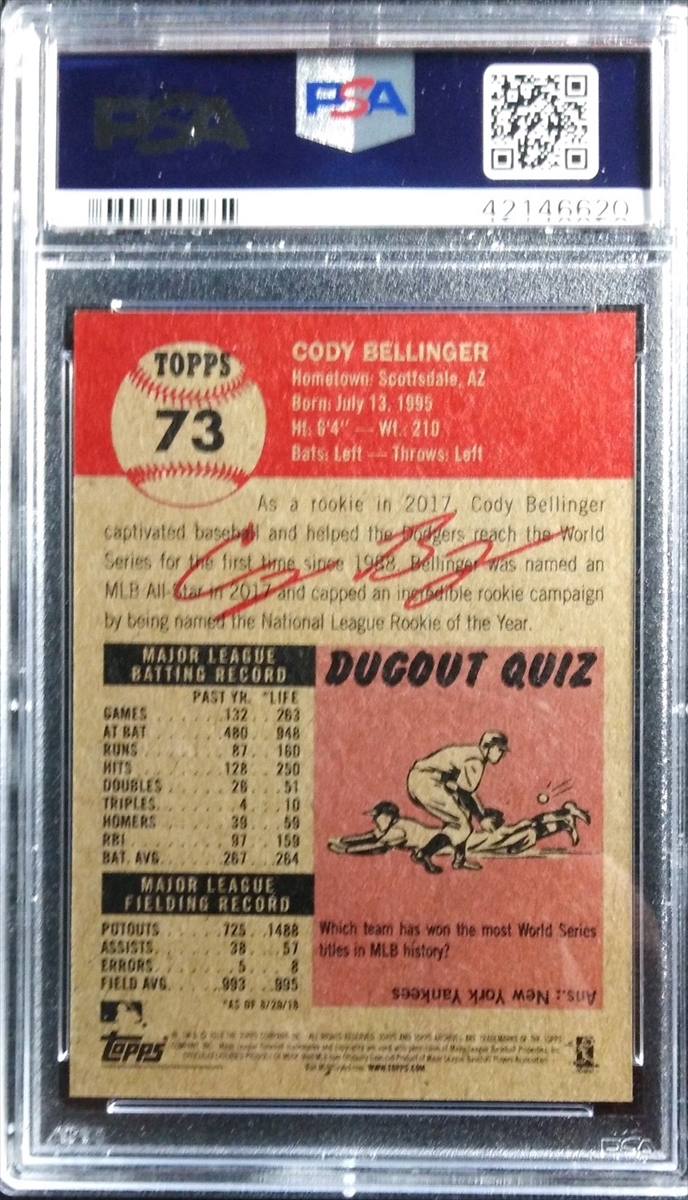 PSA
PSA
42146620
TOPPS
73
CODY BELLINGER
Hometown: Scottsdale, AZ
Born: July 13, 1995
Ht: 6'4" — Wt.: 210
Bats: Left — Throws: Left
As a rookie in 2017, Cody Bellinger
captivated baseball and helped the Dodgers reach the World
Series for the first time since 1988. Bellinger was named an
MLB All-Star in 2017 and capped an incredible rookie campaign
by being named the National League Rookie of the Year.
MAJOR LEAGUE
BATTING RECORD
PAST YR. *LIFE
GAMES . . . . . . . 132 . . 263
AT BAT . . . . . . . 480 . . 948
RUNS . . . . . . . 87 . . 160
HITS . . . . . . . 128 . . 250
DOUBLES . . . . . 26 . . 51
TRIPLES . . . . . . 4 . . 10
HOMERS . . . . . 39 . . 59
RBI . . . . . . . 97 . . 159
BAT. AVG. . . . . . .267 . . .264
MAJOR LEAGUE
FIELDING RECORD
PUTOUTS . . . . 725 . . 1488
ASSISTS . . . . . 38 . . 57
ERRORS . . . . . 5 . . 8
FIELD AVG. . . . .993 . . .995
*AS OF 8/20/18
DUGOUT QUIZ
Which team has won the most World Series
titles in MLB history?
Ans.: New York Yankees
topps
WWW.TOPPS.COM
PSA